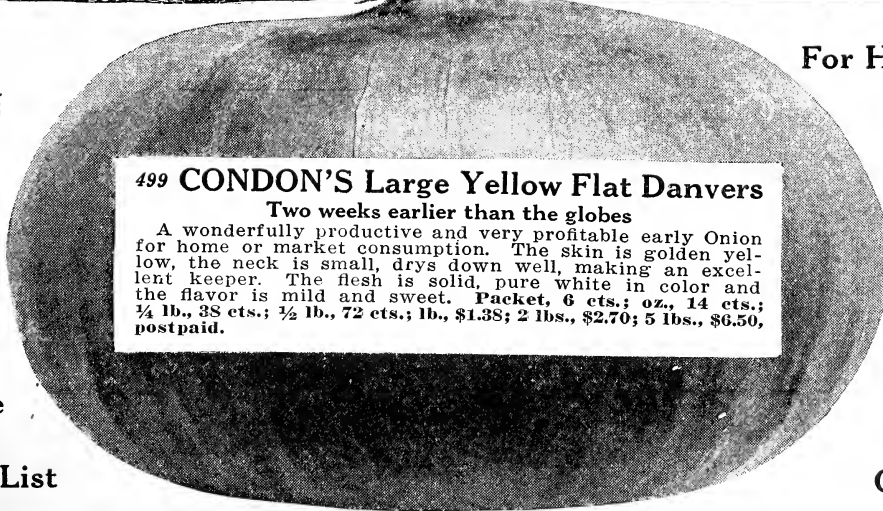 For H
499 CONDON'S Large Yellow Flat Danvers
Two weeks earlier than the globes
A wonderfully productive and very profitable early Onion
for home or market consumption. The skin is golden yel-
low, the neck is small, drys down well, making an excel-
lent keeper. The flesh is solid, pure white in color and
the flavor is mild and sweet. Packet, 6 cts.; oz., 14 cts.;
¼ lb., 38 cts.; ½ lb., 72 cts.; lb., $1.38; 2 lbs., $2.70; 5 lbs., $6.50,
postpaid.
e
List